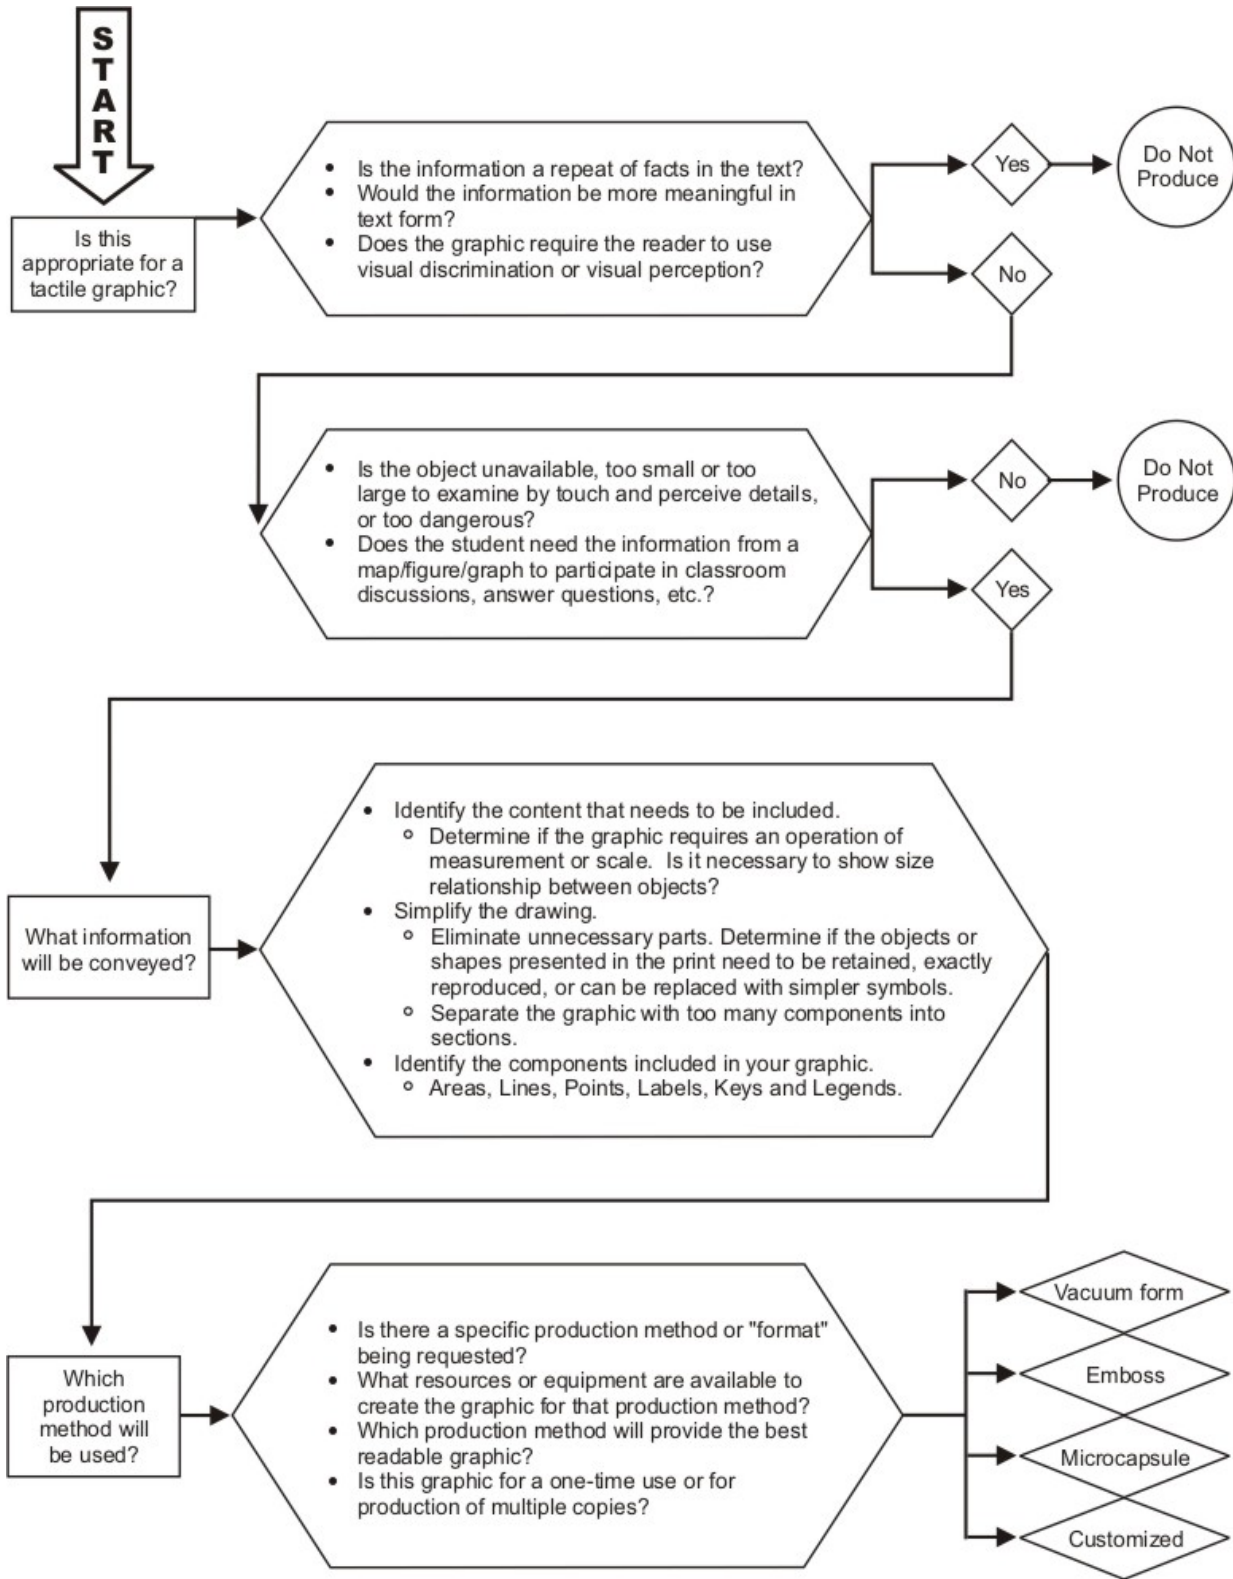 START
Is this
appropriate for a
tactile graphic?
• Is the information a repeat of facts in the text?
• Would the information be more meaningful in
text form?
• Does the graphic require the reader to use
visual discrimination or visual perception?
Yes
Do Not
Produce
No
• Is the object unavailable, too small or too
large to examine by touch and perceive details,
or too dangerous?
• Does the student need the information from a
map/figure/graph to participate in classroom
discussions, answer questions, etc.?
No
Do Not
Produce
Yes
What information
will be conveyed?
• Identify the content that needs to be included.
○ Determine if the graphic requires an operation of
measurement or scale. Is it necessary to show size
relationship between objects?
• Simplify the drawing.
○ Eliminate unnecessary parts. Determine if the objects or
shapes presented in the print need to be retained, exactly
reproduced, or can be replaced with simpler symbols.
○ Separate the graphic with too many components into
sections.
• Identify the components included in your graphic.
○ Areas, Lines, Points, Labels, Keys and Legends.
Which
production
method will
be used?
• Is there a specific production method or "format"
being requested?
• What resources or equipment are available to
create the graphic for that production method?
• Which production method will provide the best
readable graphic?
• Is this graphic for a one-time use or for
production of multiple copies?
Vacuum form
Emboss
Microcapsule
Customized